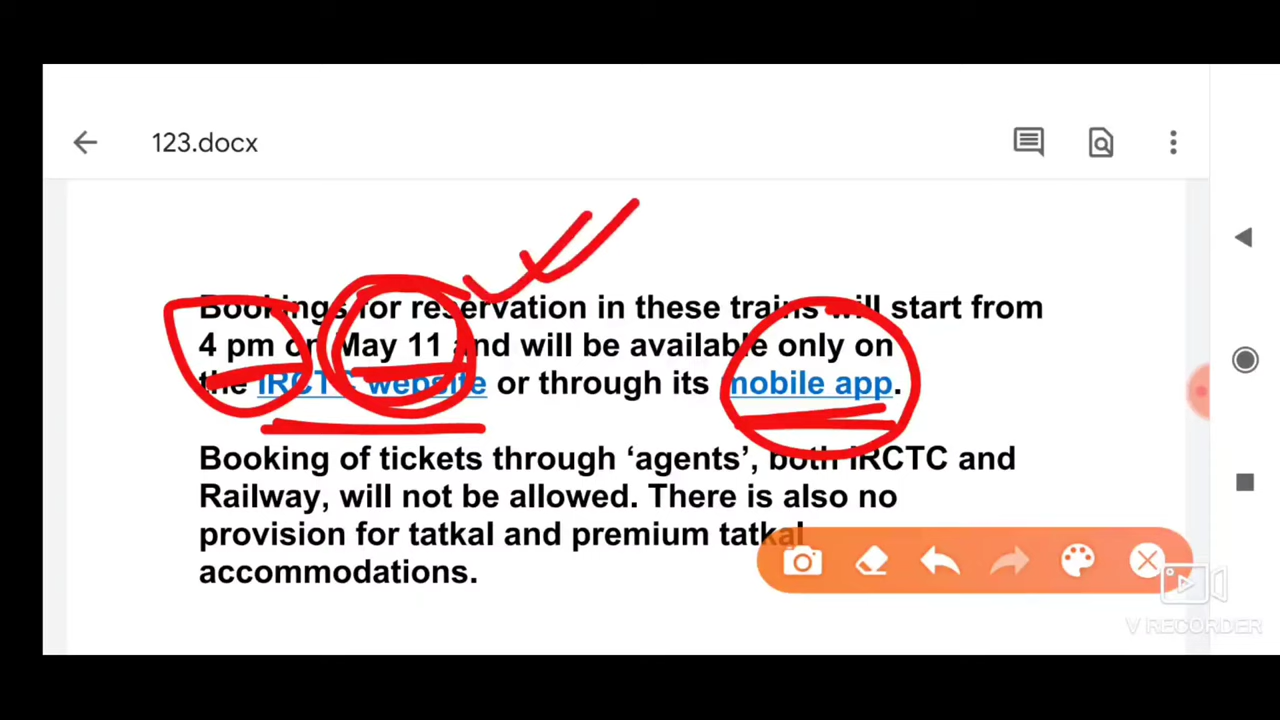 123.docx
Bookings for reservation in these trains will start from
4 pm on May 11 and will be available only on
the IRCTC website or through its mobile app.
Booking of tickets through ‘agents’, both IRCTC and
Railway, will not be allowed. There is also no
provision for tatkal and premium tatkal
accommodations.
V RECORDER